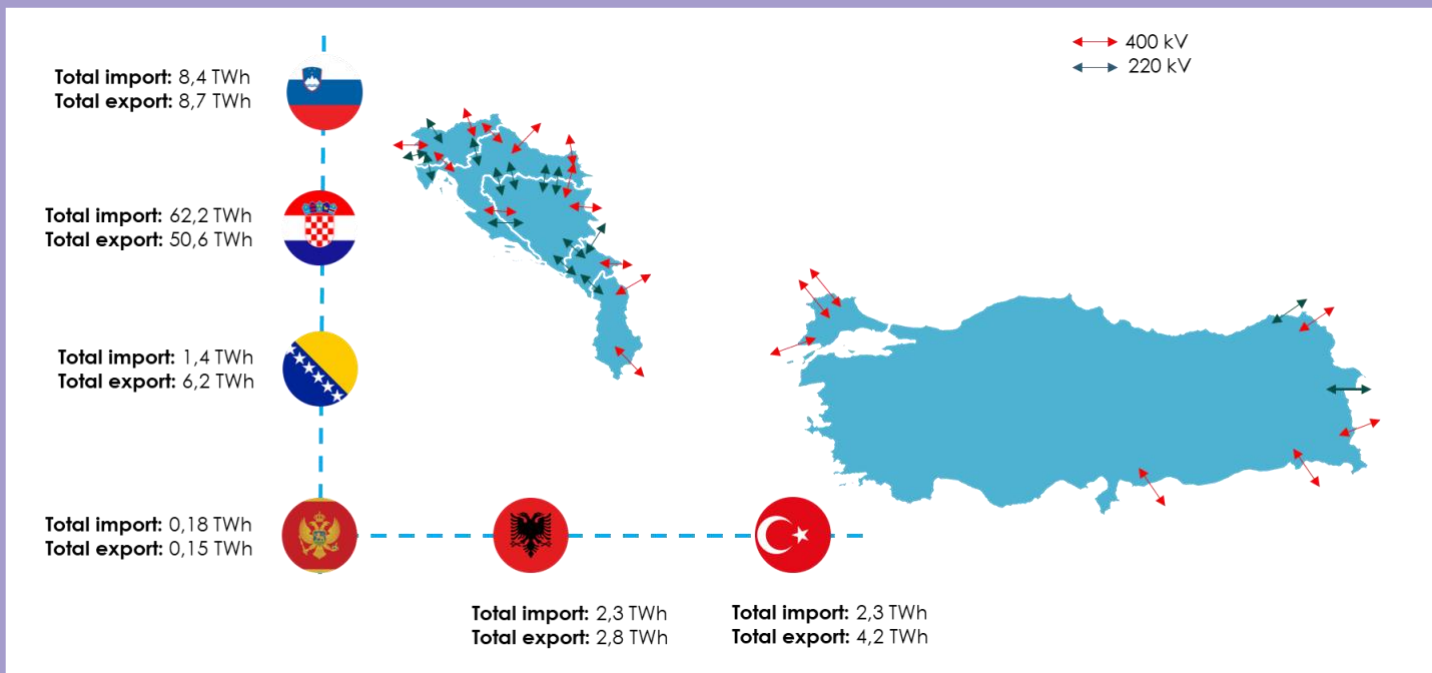 400 kV
220 kV
Total import: 8,4 TWh
Total export: 8,7 TWh
Total import: 62,2 TWh
Total export: 50,6 TWh
Total import: 1,4 TWh
Total export: 6,2 TWh
Total import: 0,18 TWh
Total export: 0,15 TWh
Total import: 2,3 TWh
Total export: 2,8 TWh
Total import: 2,3 TWh
Total export: 4,2 TWh